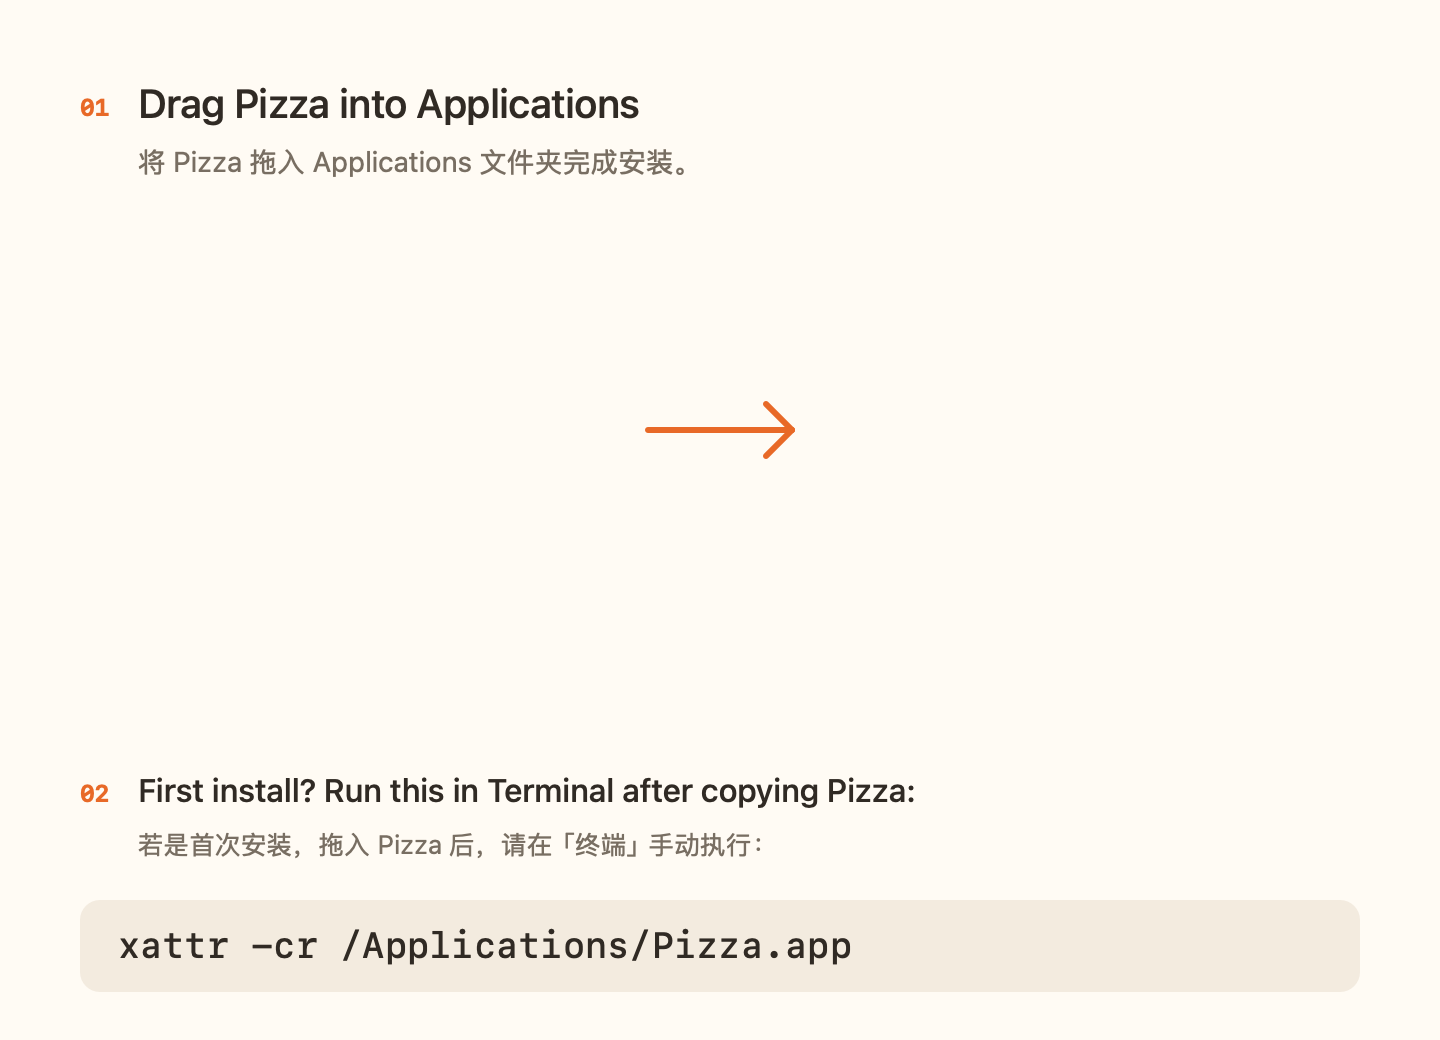 01 Drag Pizza into Applications
将 Pizza 拖入 Applications 文件夹完成安装。
02 First install? Run this in Terminal after copying Pizza:
若是首次安装，拖入 Pizza 后，请在「终端」手动执行：
xattr -cr /Applications/Pizza.app